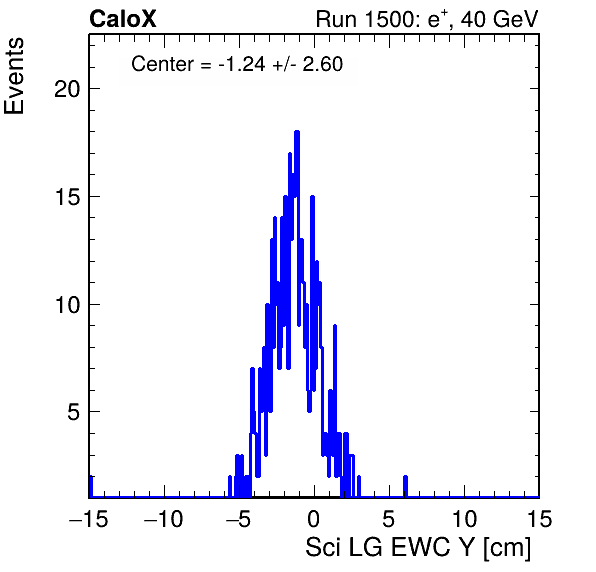 CaloX Run 1500: e⁺, 40 GeV
Events
Center = -1.24 +/- 2.60
20
15
10
5
−15 −10 −5 0 5 10 15
Sci LG EWC Y [cm]